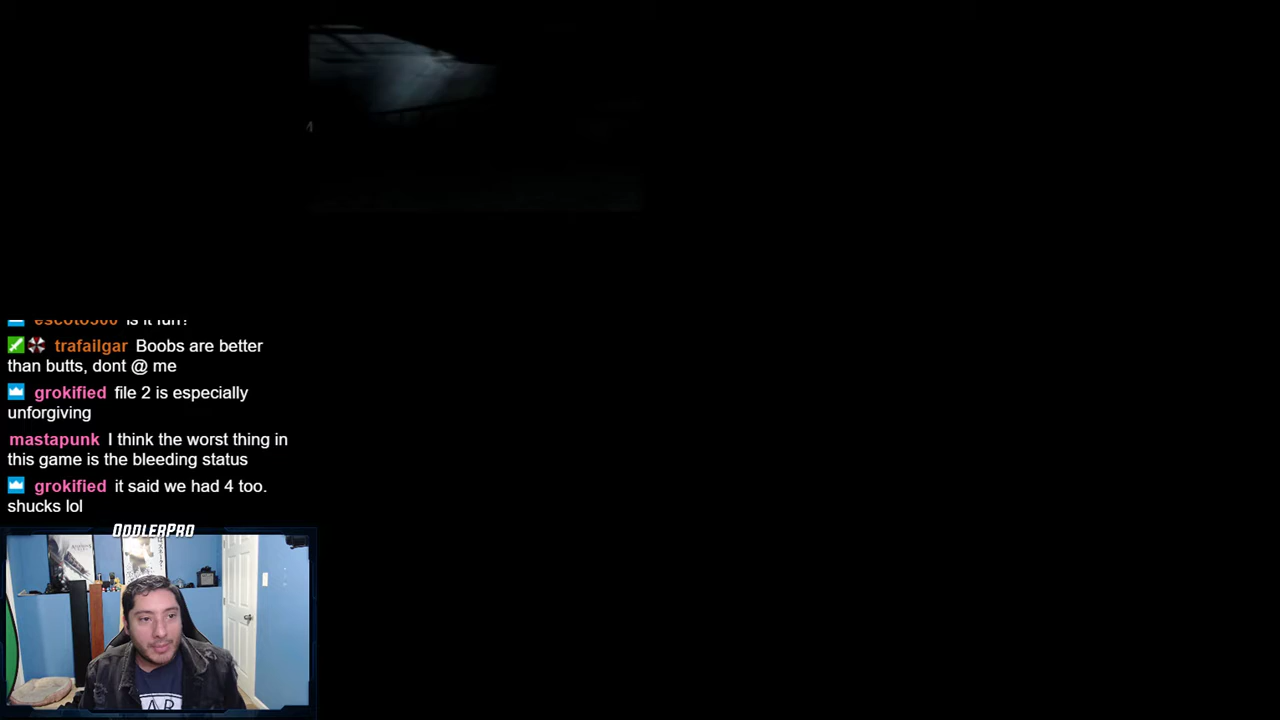 escoto300 is it fun?
trafailgar Boobs are better
than butts, dont @ me
grokified file 2 is especially
unforgiving
mastapunk I think the worst thing in
this game is the bleeding status
grokified it said we had 4 too.
shucks lol
ODDLERPRO